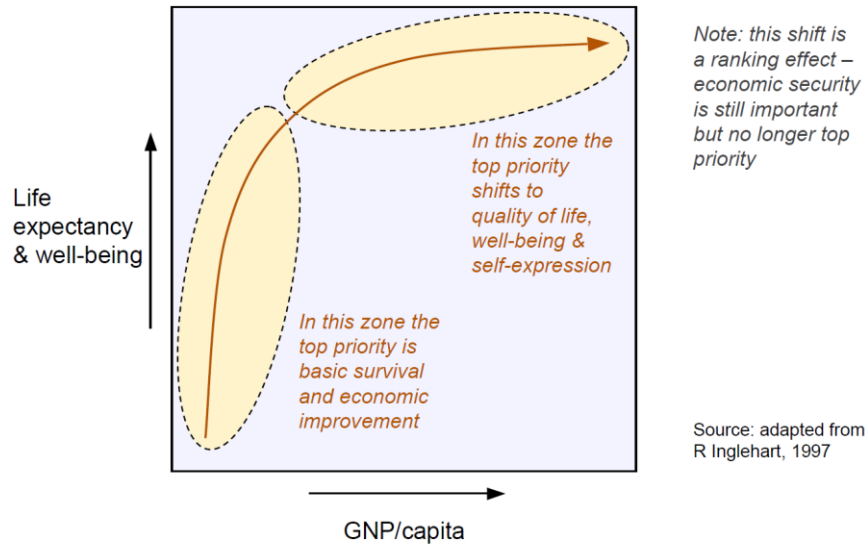 Note: this shift is
a ranking effect –
economic security
is still important
but no longer top
priority
In this zone the
top priority
shifts to
quality of life,
well-being &
self-expression
Life
expectancy
& well-being
In this zone the
top priority is
basic survival
and economic
improvement
Source: adapted from
R Inglehart, 1997
GNP/capita